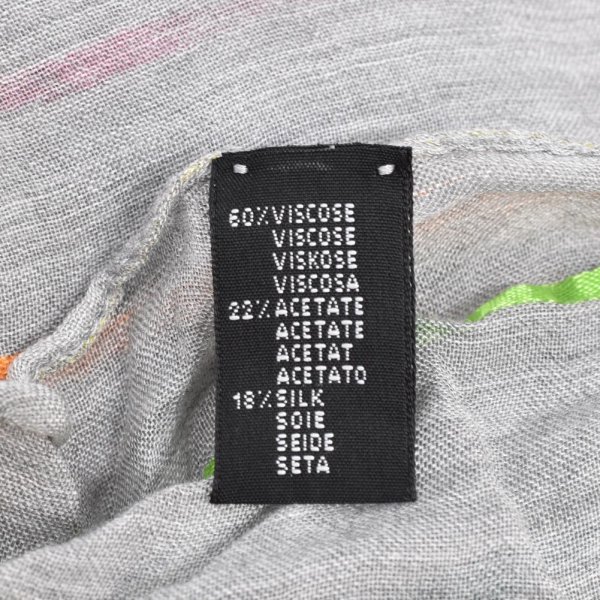 60% VISCOSE
VISCOSE
VISKOSE
VISCOSA
22% ACETATE
ACETATE
ACETAT
ACETATO
18% SILK
SOIE
SEIDE
SETA